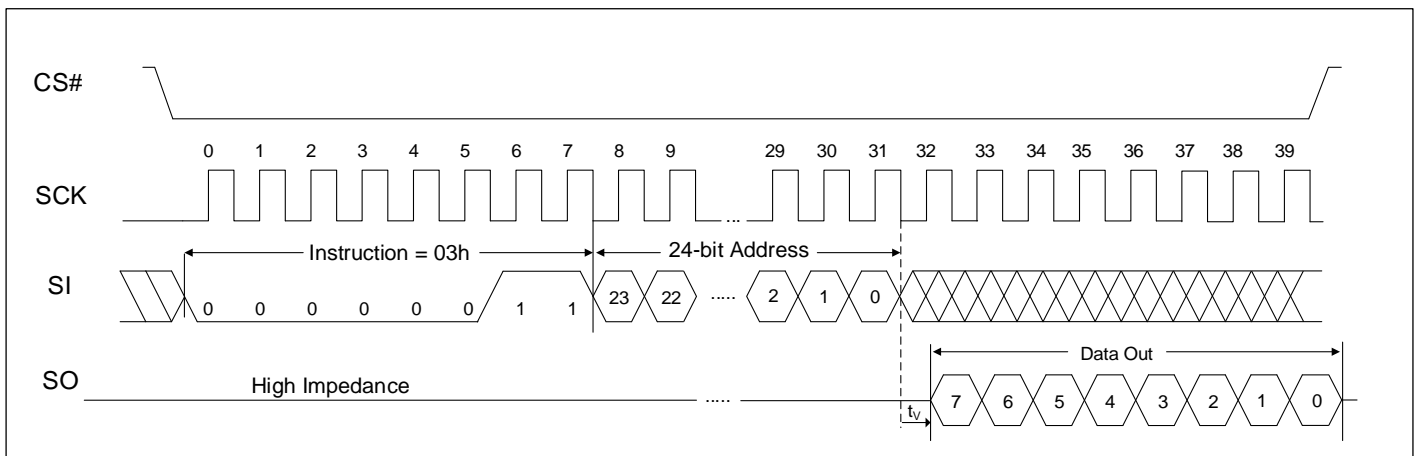 CS#
0 1 2 3 4 5 6 7 8 9 29 30 31 32 33 34 35 36 37 38 39
SCK
...
Instruction = 03h 24-bit Address
SI
0 0 0 0 0 0 1 1 23 22 ..... 2 1 0
Data Out
SO
High Impedance
.....
7 6 5 4 3 2 1 0
tV